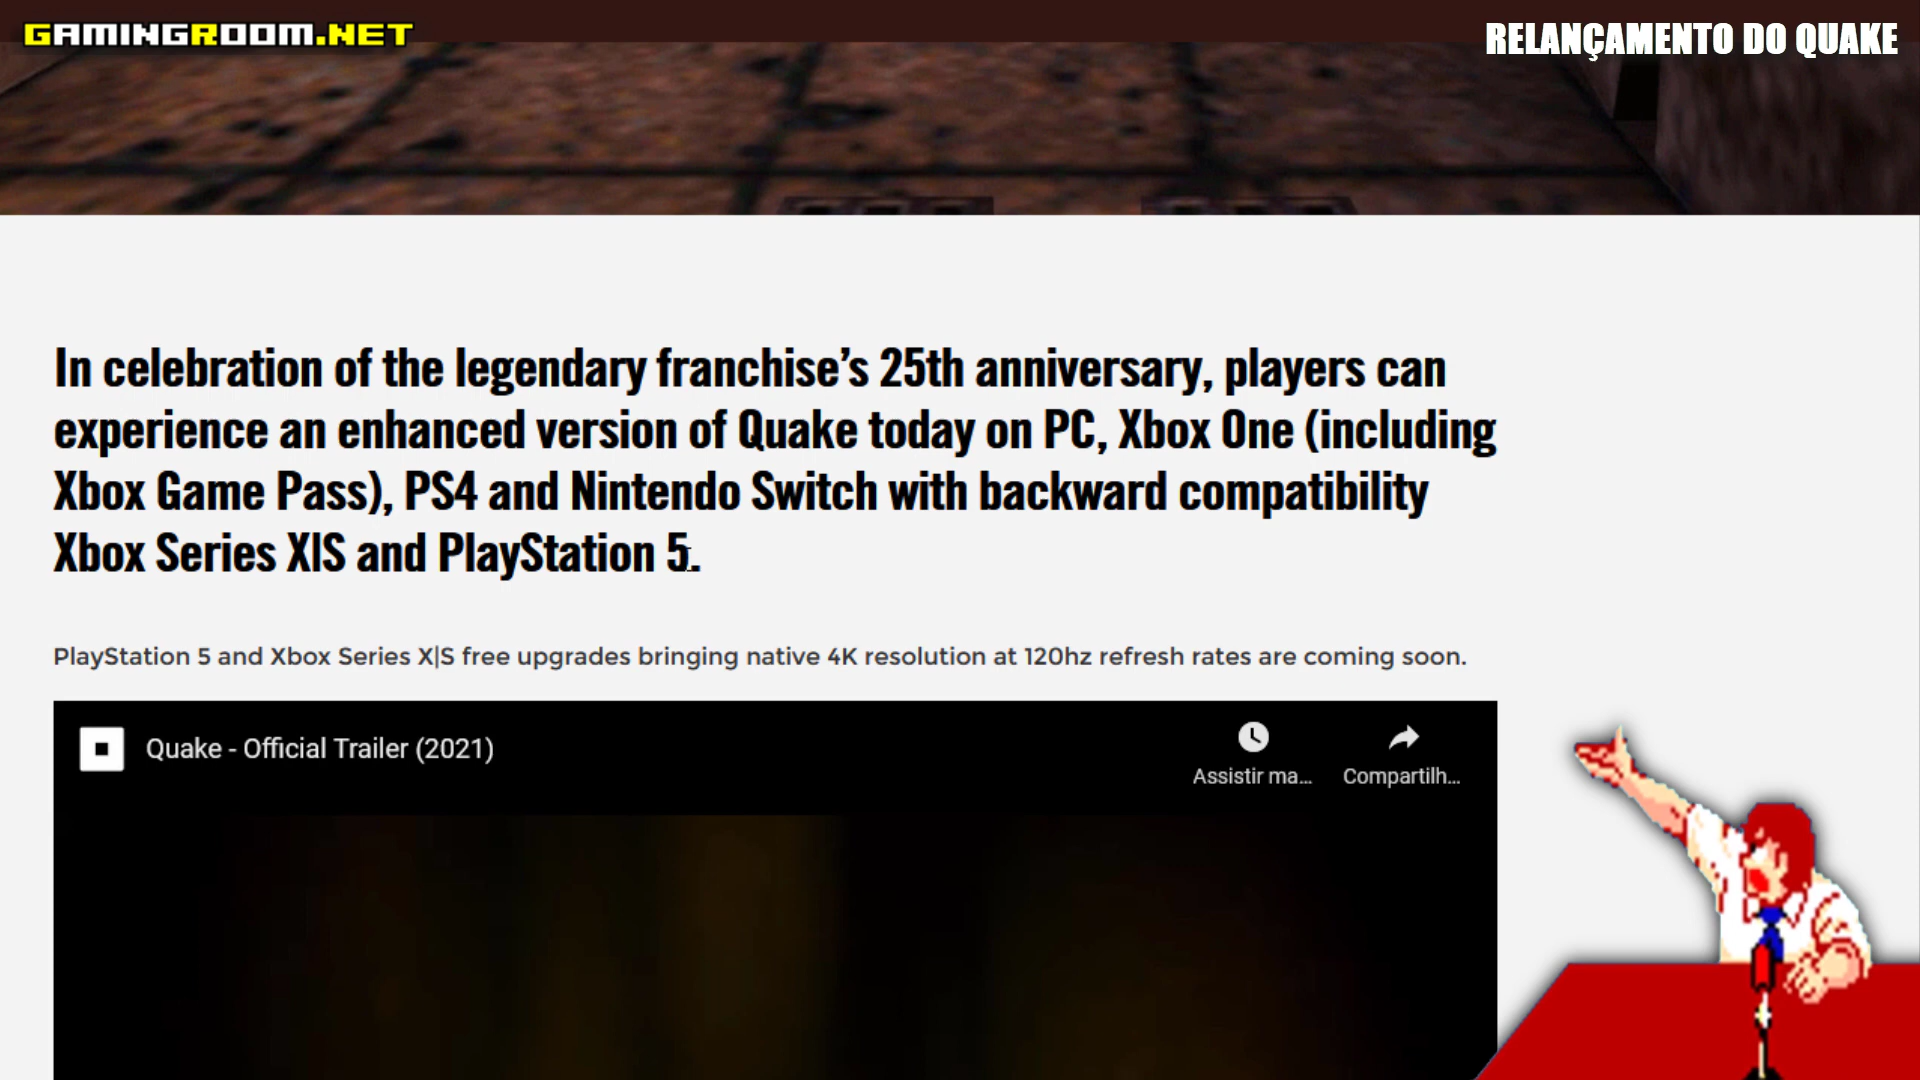 GAMINGROOM.NET
RELANÇAMENTO DO QUAKE
In celebration of the legendary franchise’s 25th anniversary, players can
experience an enhanced version of Quake today on PC, Xbox One (including
Xbox Game Pass), PS4 and Nintendo Switch with backward compatibility
Xbox Series X|S and PlayStation 5.
PlayStation 5 and Xbox Series X|S free upgrades bringing native 4K resolution at 120hz refresh rates are coming soon.
Quake - Official Trailer (2021)
Assistir ma...
Compartilh...